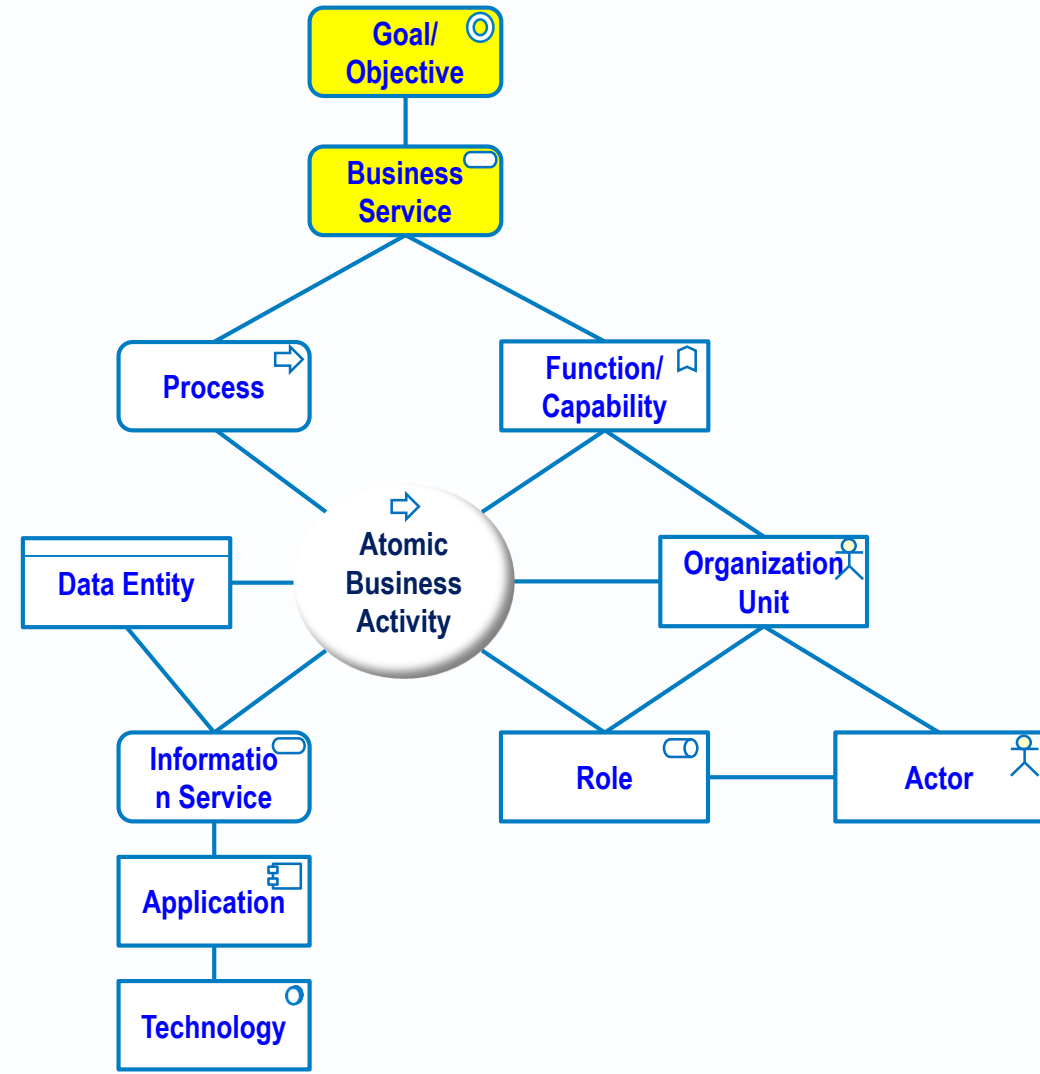 Goal/
Objective
Business
Service
Process
Function/
Capability
Atomic
Business
Activity
Data Entity
Organization
Unit
Informatio
n Service
Role
Actor
Application
Technology